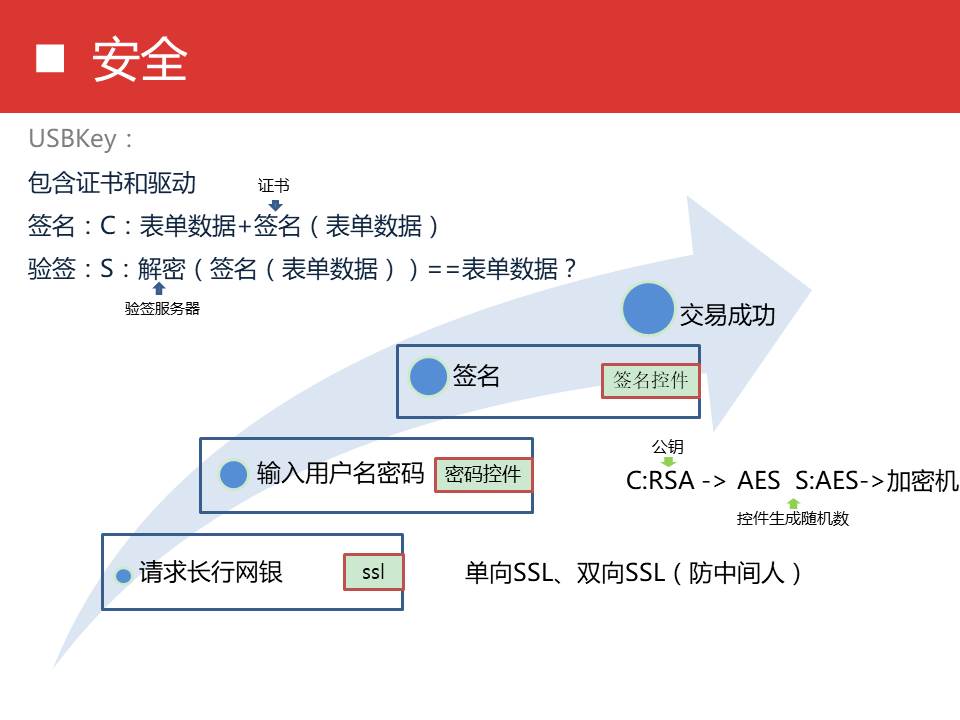 安全
USBKey：
包含证书和驱动
证书
签名：C：表单数据+签名（表单数据）
验签：S：解密（签名（表单数据））==表单数据？
验签服务器
交易成功
签名
签名控件
公钥
输入用户名密码
密码控件
C:RSA -> AES S:AES->加密机
控件生成随机数
请求长行网银
ssl
单向SSL、双向SSL（防中间人）